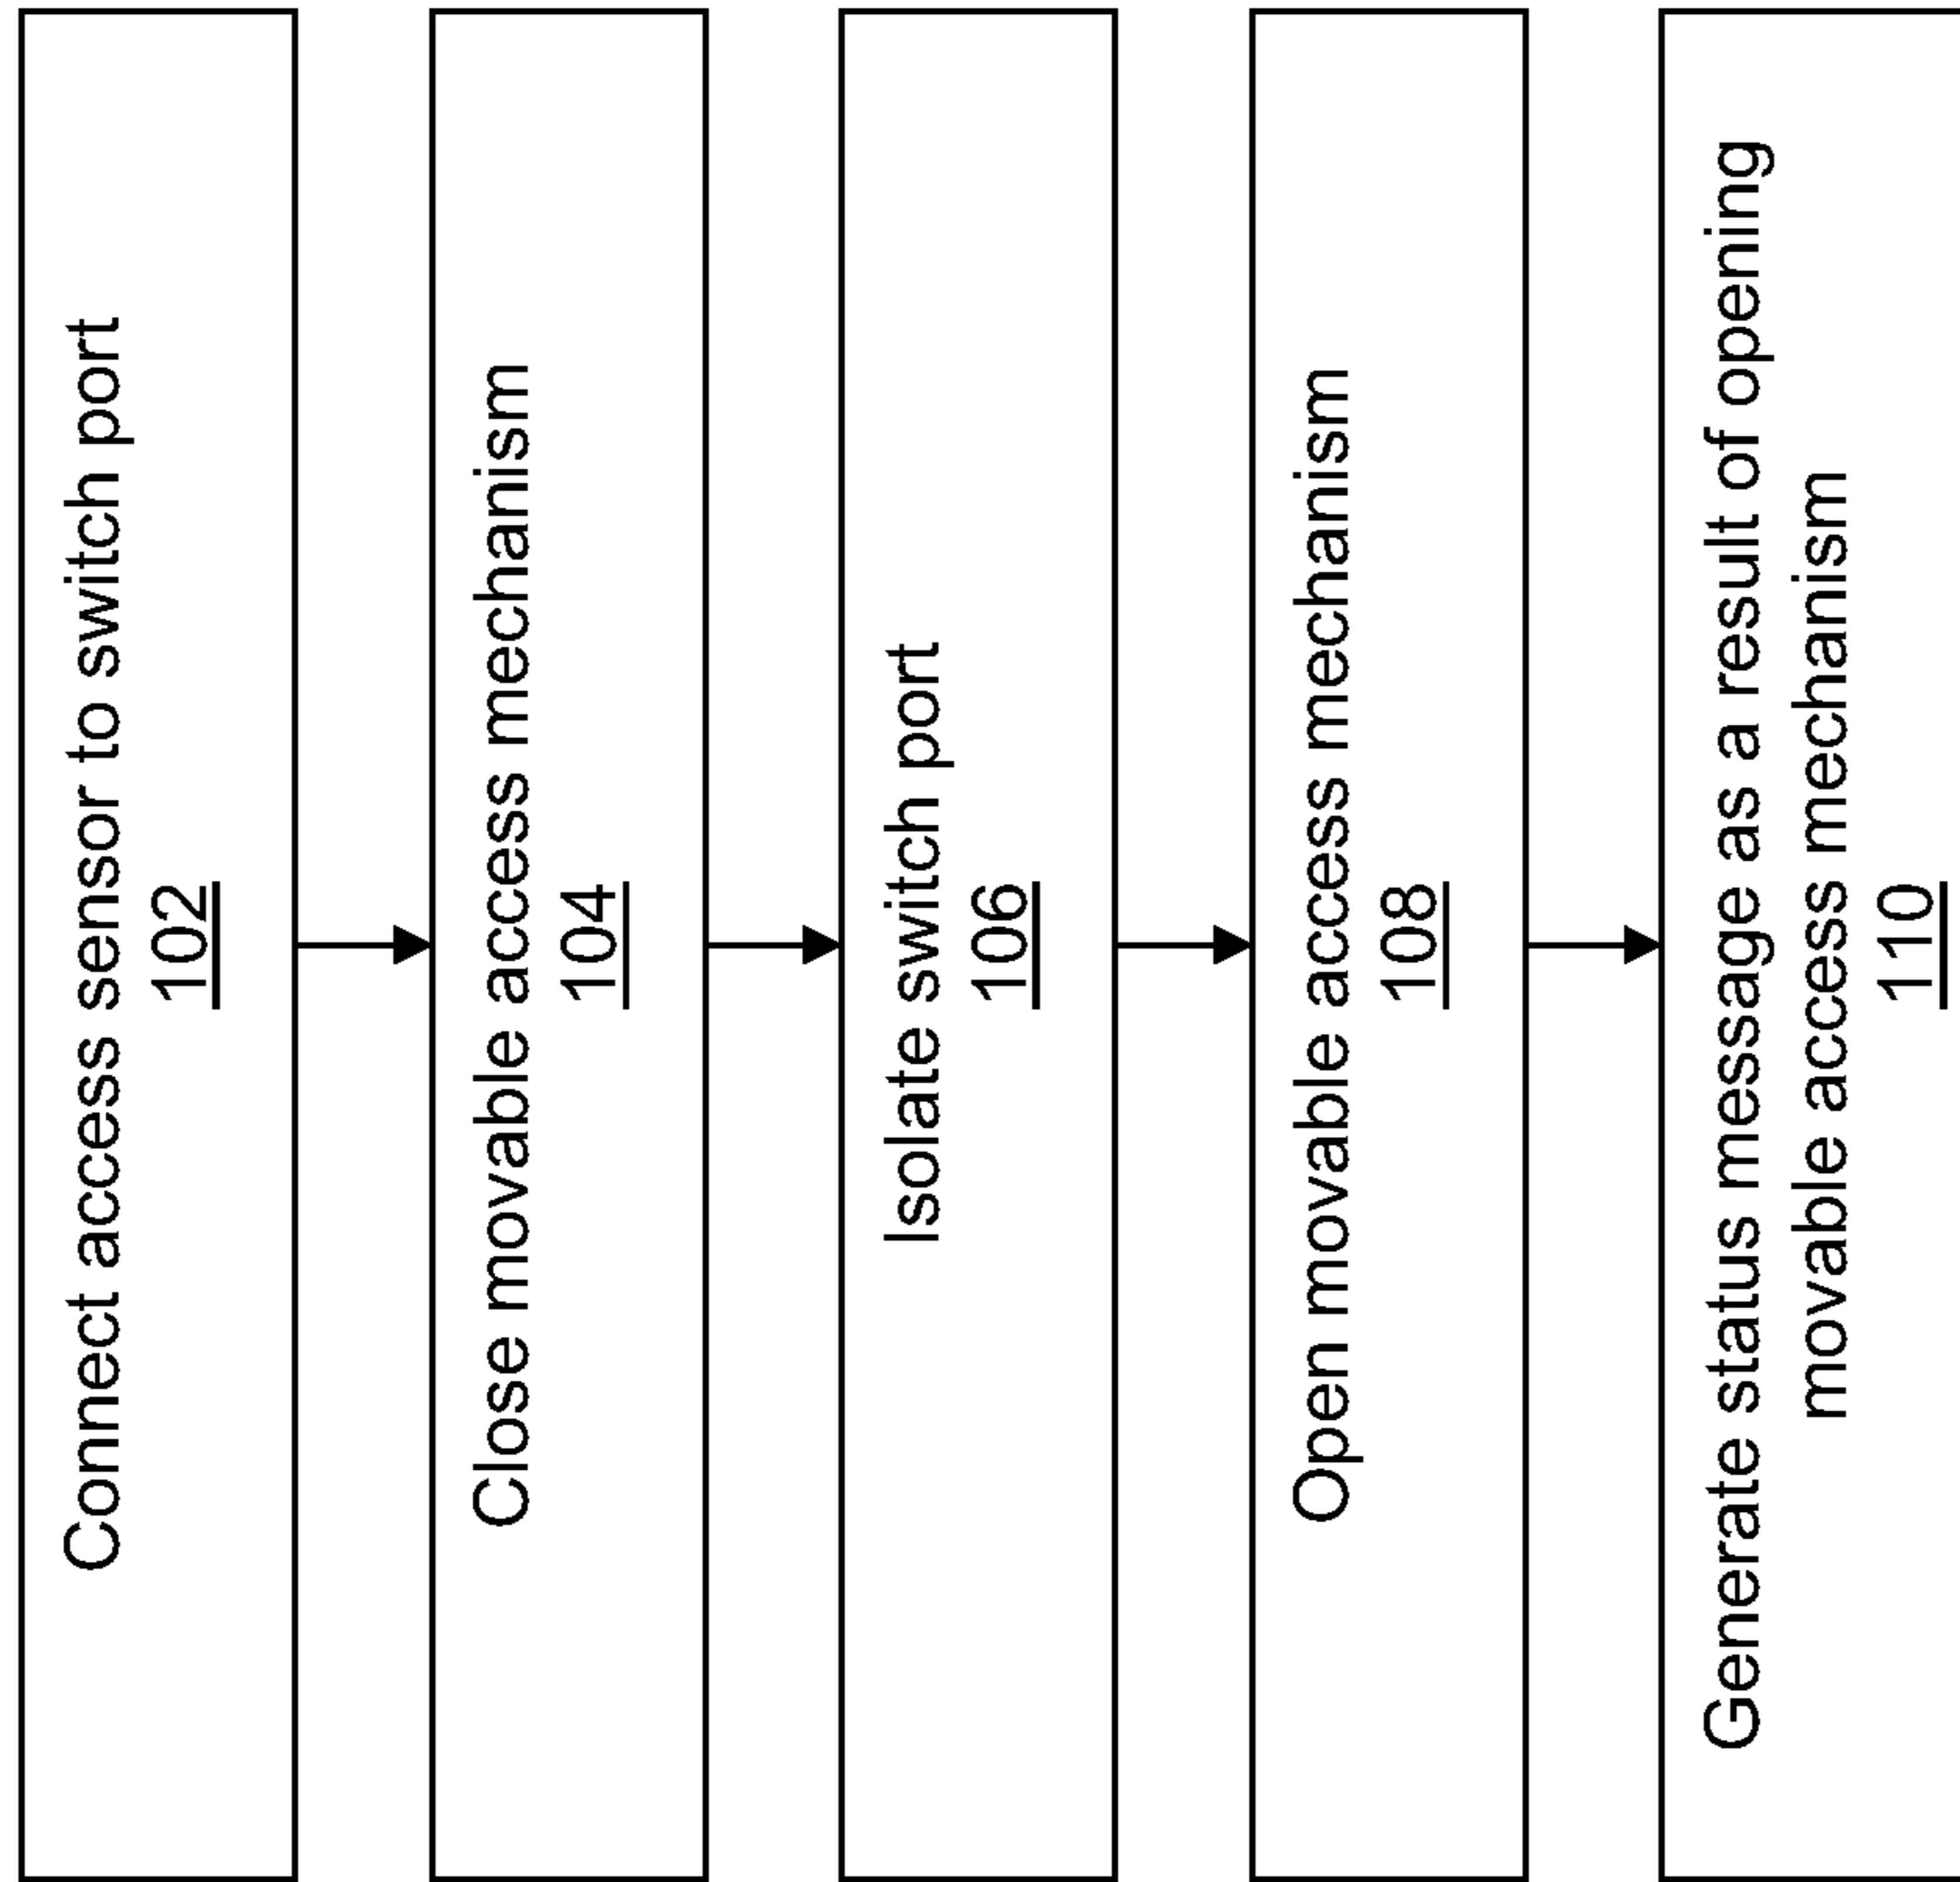 Connect access sensor to switch port
102
Close movable access mechanism
104
Isolate switch port
106
Open movable access mechanism
108
Generate status message as a result of opening
movable access mechanism
110